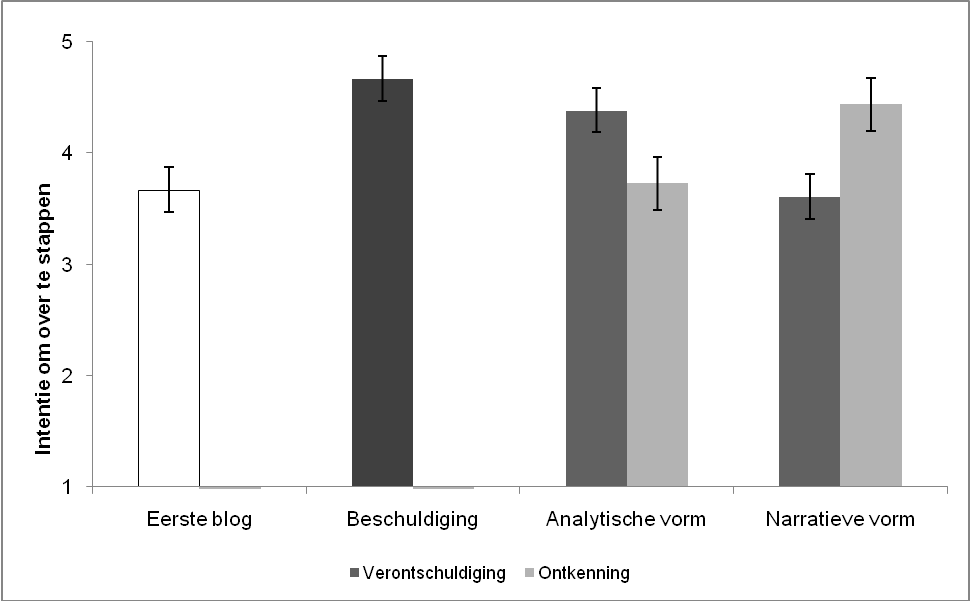 Intentie om over te stappen
5
4
3
2
1
Eerste blog Beschuldiging Analytische vorm Narratieve vorm
Verontschuldiging Ontkenning